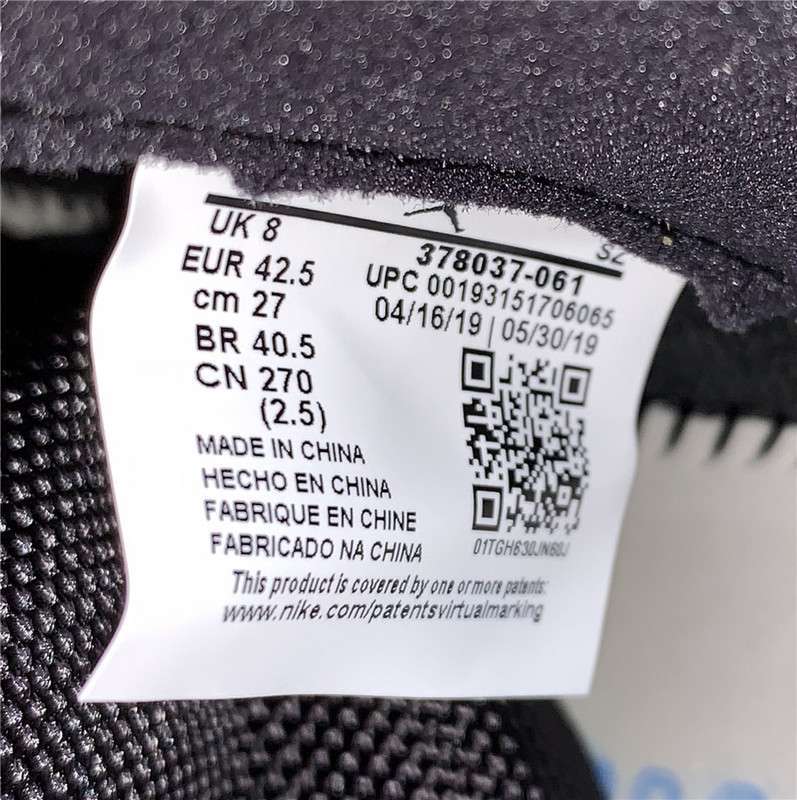 UK 8
EUR 42.5
cm 27
BR 40.5
CN 270
(2.5)
SZ
378037-061
UPC 00193151706065
04/16/19 | 05/30/19
01TGH630JN60J
MADE IN CHINA
HECHO EN CHINA
FABRIQUE EN CHINE
FABRICADO NA CHINA
This product is covered by one or more patents:
www.nike.com/patentsvirtualmarking